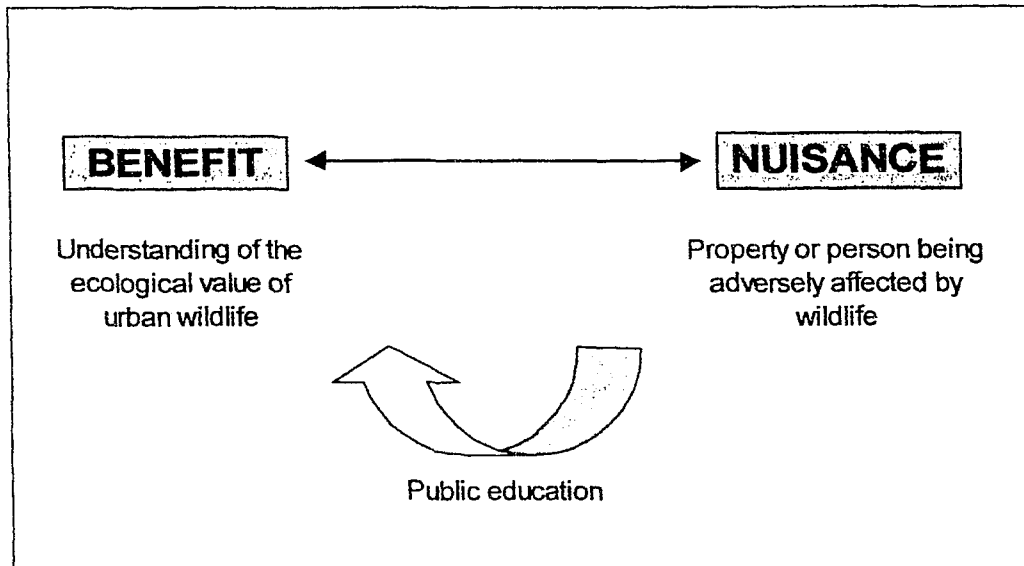 BENEFIT
NUISANCE
Understanding of the
ecological value of
urban wildlife
Property or person being
adversely affected by
wildlife
Public education